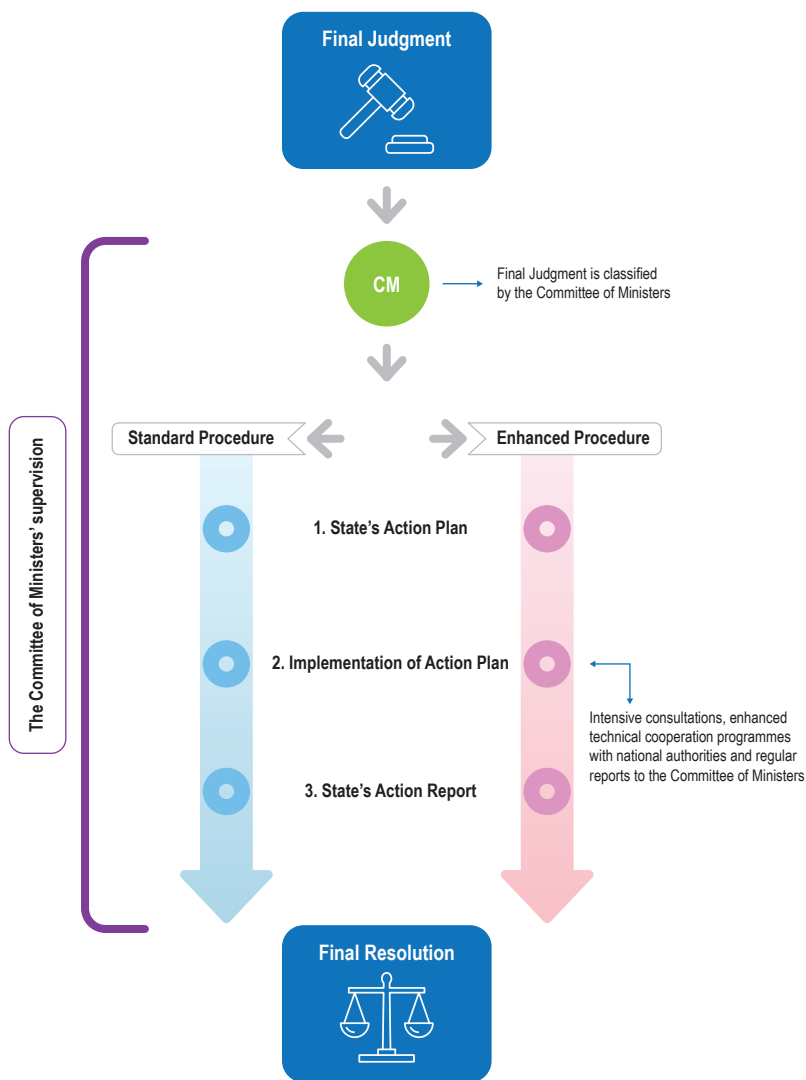 Final Judgment
CM
Final Judgment is classified
by the Committee of Ministers
The Committee of Ministers' supervision
Standard Procedure
Enhanced Procedure
1. State's Action Plan
2. Implementation of Action Plan
Intensive consultations, enhanced
technical cooperation programmes
with national authorities and regular
reports to the Committee of Ministers
3. State's Action Report
Final Resolution